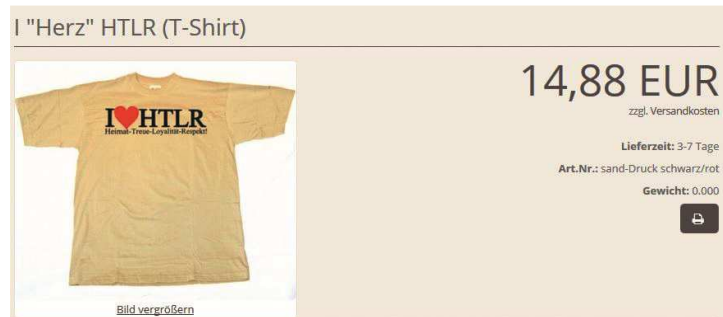 I "Herz" HTLR (T-Shirt)
14,88 EUR
zzgl. Versandkosten
Lieferzeit: 3-7 Tage
Art.Nr.: sand-Druck schwarz/rot
Gewicht: 0.000
I❤HTLR
Heimat-Treue-Loyalität-Respekt!
Bild vergrößern